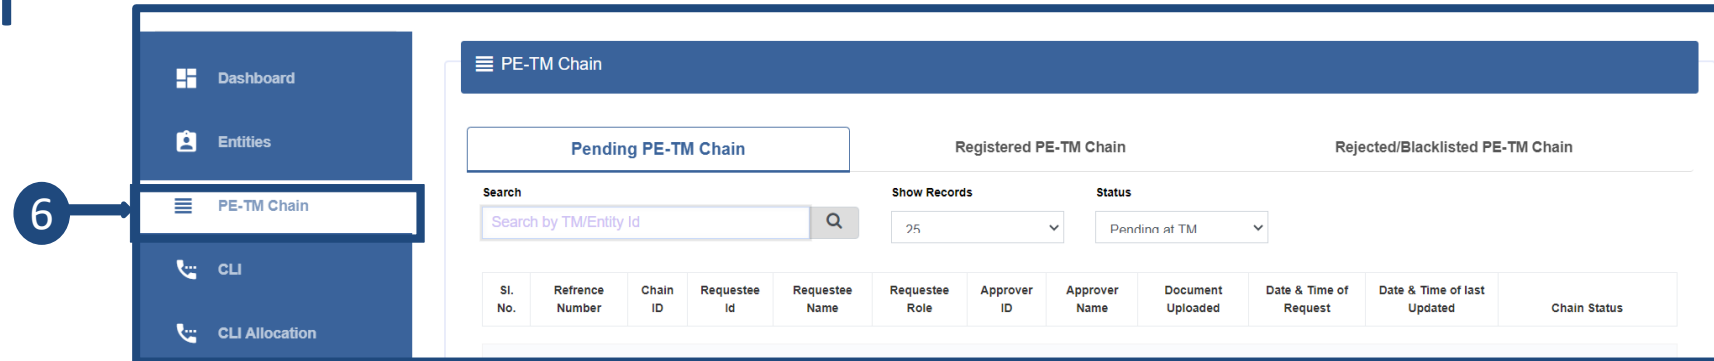 Dashboard
Entities
6
PE-TM Chain
CLI
CLI Allocation
PE-TM Chain
Pending PE-TM Chain
Registered PE-TM Chain
Rejected/Blacklisted PE-TM Chain
Search
Show Records
Status
Search by TM/Entity Id
25
Pending at TM
Sl. No.
Refrence Number
Chain ID
Requestee Id
Requestee Name
Requestee Role
Approver ID
Approver Name
Document Uploaded
Date & Time of Request
Date & Time of last Updated
Chain Status